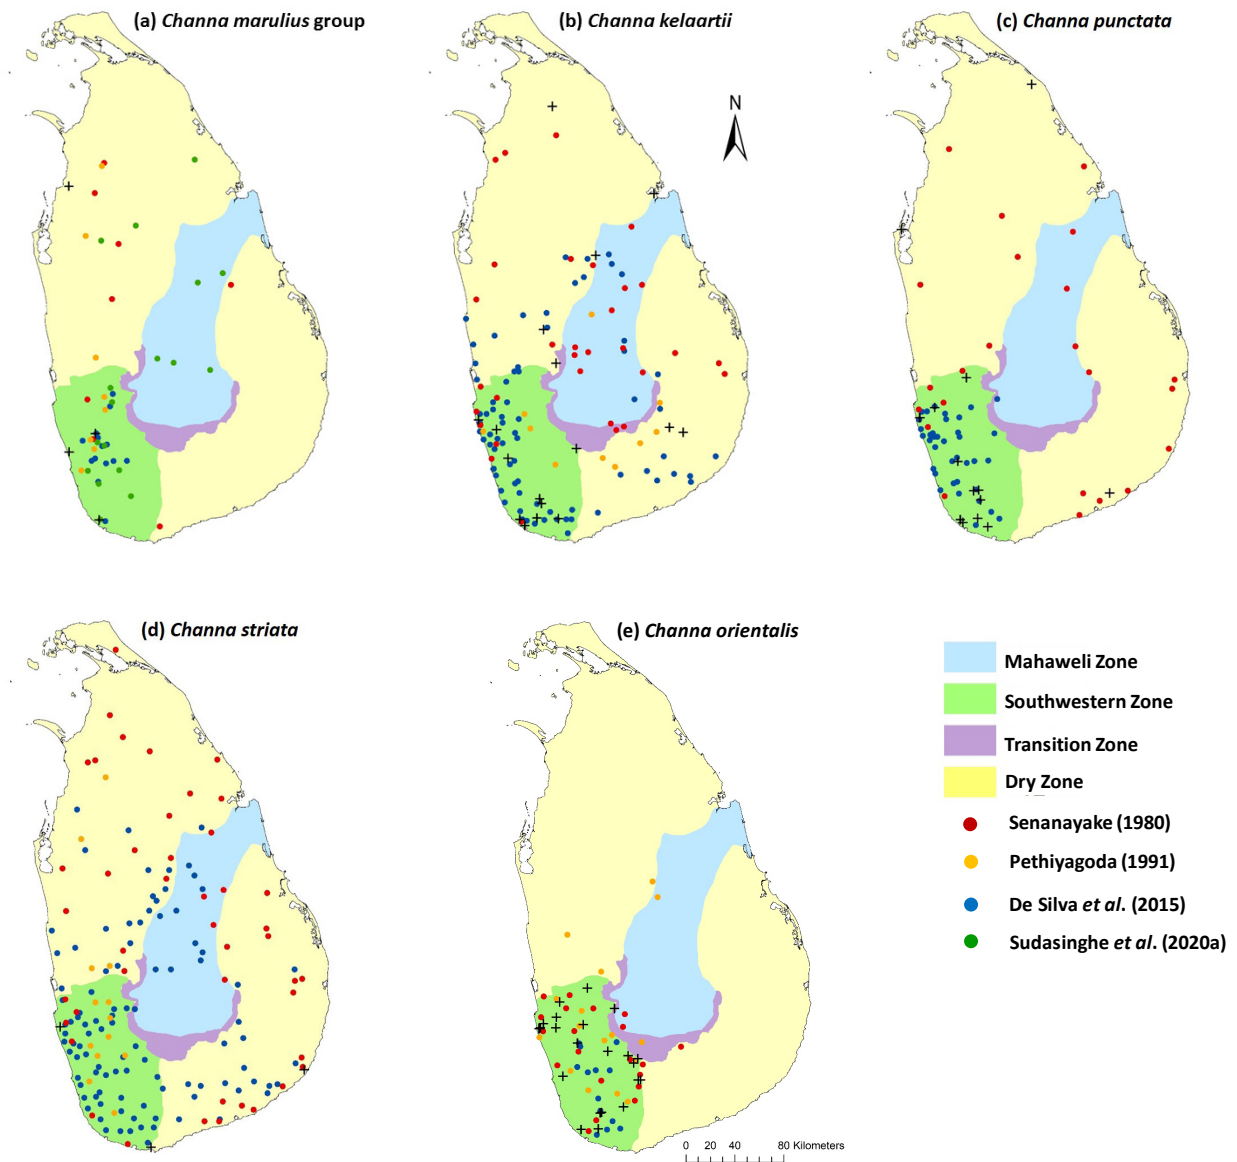 (a) Channa marulius group
(b) Channa kelaartii
(c) Channa punctata
N
(d) Channa striata
(e) Channa orientalis
Mahaweli Zone
Southwestern Zone
Transition Zone
Dry Zone
Senanayake (1980)
Pethiyagoda (1991)
De Silva et al. (2015)
Sudasinghe et al. (2020a)
0 20 40 80 Kilometers